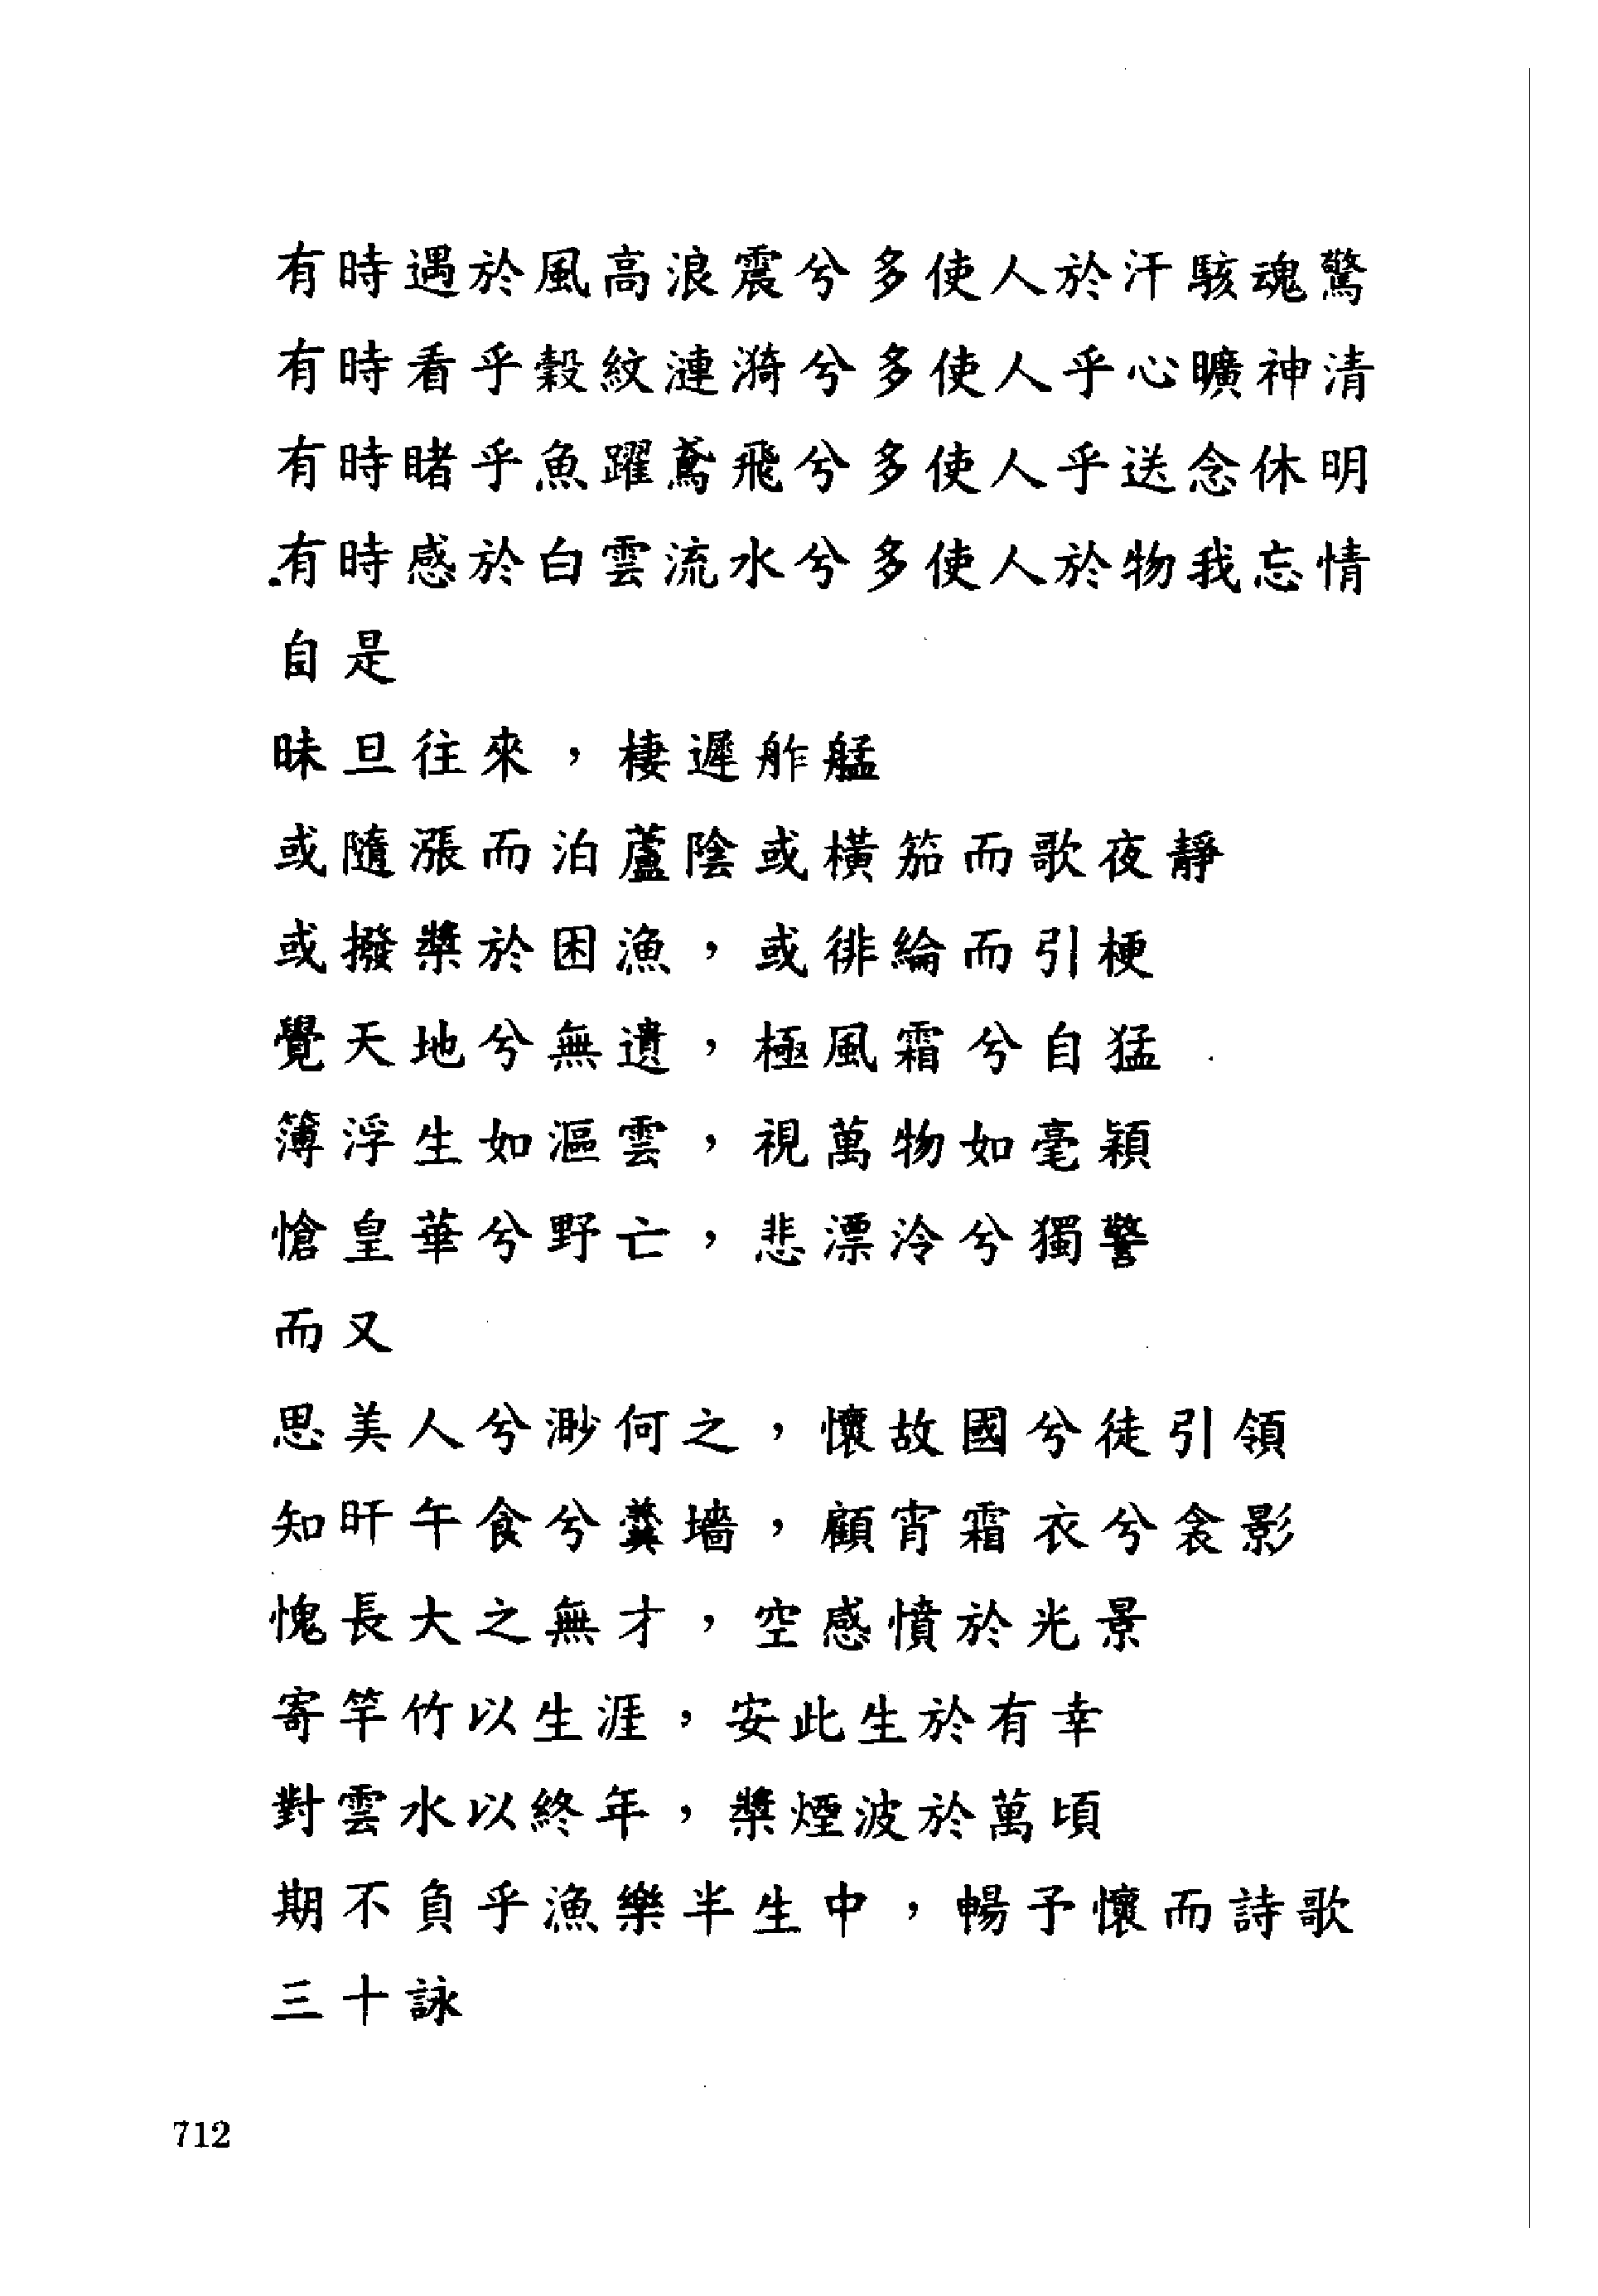 有時遇於風高浪震兮多使人於汗駭魂驚
有時看乎縠紋漣漪兮多使人乎心曠神清
有時睹乎魚躍鳶飛兮多使人乎送念休明
有時感於白雲流水兮多使人於物我忘情
自是
昧旦往來，棲遲舴艋
或隨漲而泊蘆陰或橫笳而歌夜靜
或撥槳於困漁，或徘綸而引梗
覺天地兮無遺，極風霜兮自猛
簿浮生如漚雲，視萬物如毫穎
愴皇華兮野亡，悲漂泠兮獨警
而又
思美人兮渺何之，懷故國兮徒引領
知旰午食兮羹墻，顧宵霜衣兮衾影
愧長大之無才，空感憤於光景
寄竿竹以生涯，安此生於有幸
對雲水以終年，槳煙波於萬頃
期不負乎漁樂半生中，暢予懷而詩歌
三十詠
712